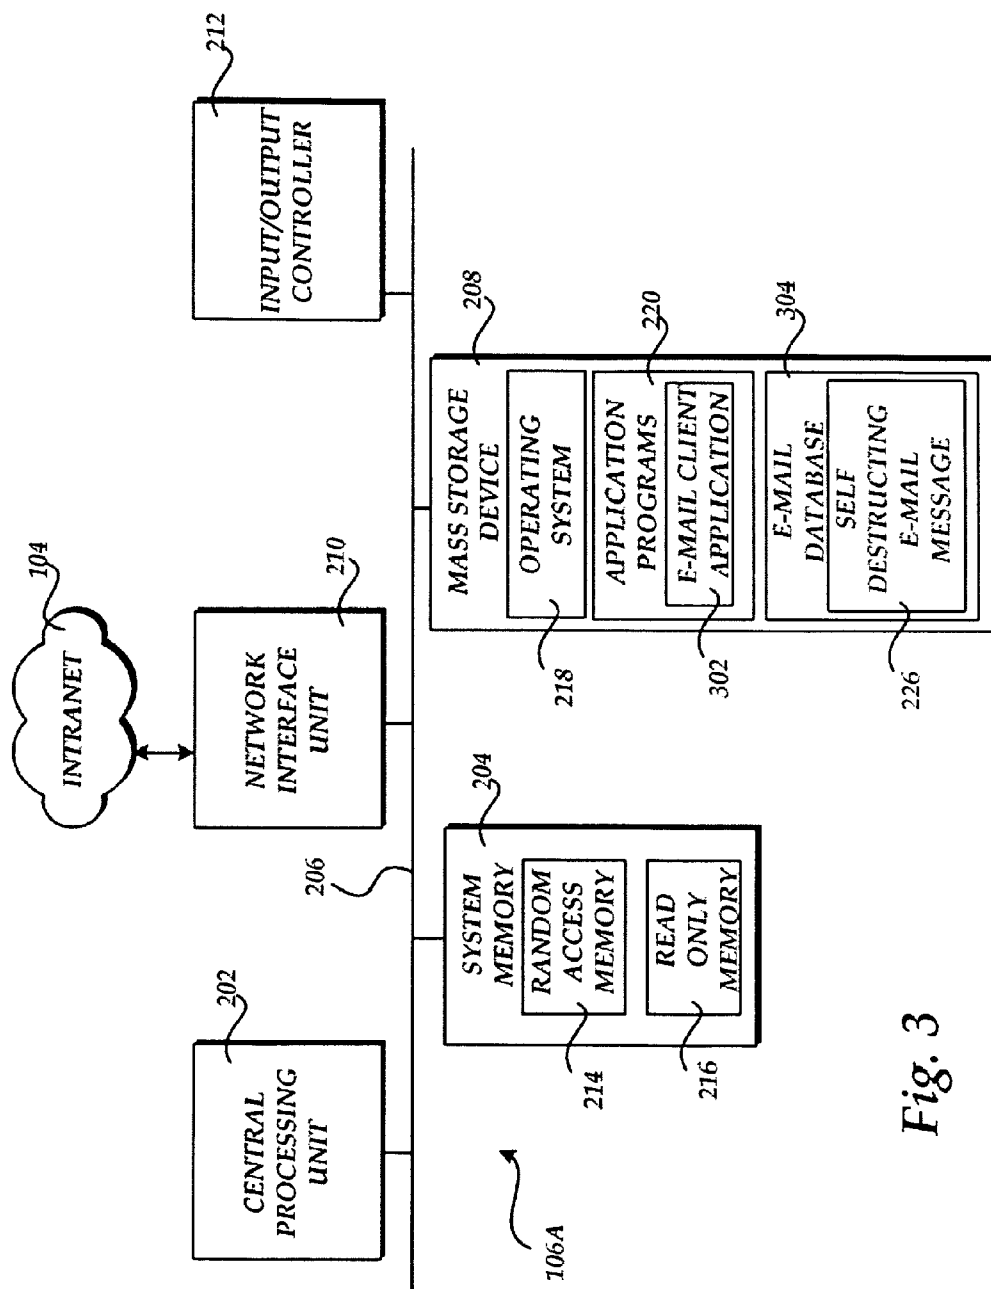 INTRANET
104
CENTRAL
PROCESSING
UNIT
202
NETWORK
INTERFACE
UNIT
210
INPUT/OUTPUT
CONTROLLER
212
206
SYSTEM
MEMORY
204
RANDOM
ACCESS
MEMORY
214
READ
ONLY
MEMORY
216
MASS STORAGE
DEVICE
208
OPERATING
SYSTEM
218
APPLICATION
PROGRAMS
220
E-MAIL CLIENT
APPLICATION
302
E-MAIL
DATABASE
304
SELF
DESTRUCTING
E-MAIL
MESSAGE
226
106A
Fig. 3